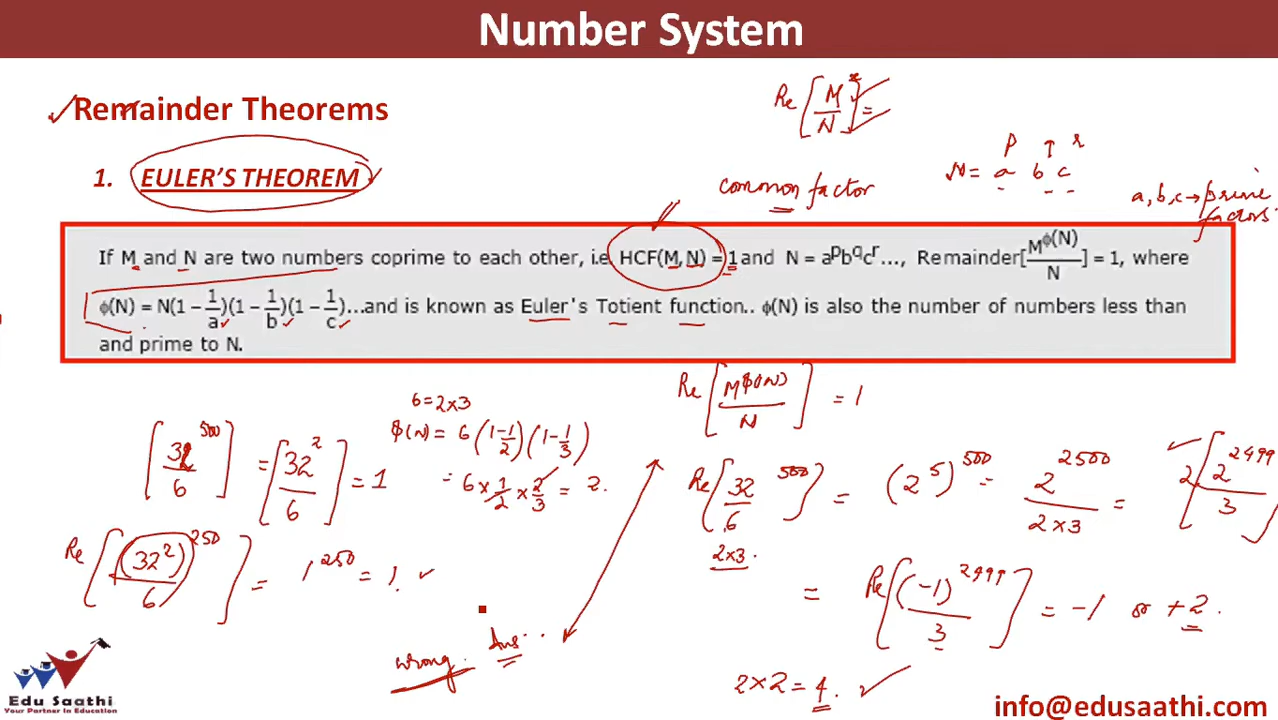 Number System
Remainder Theorems
Re[M^x/N] =
p q r
N = a b c
1. EULER'S THEOREM
common factor
a, b, c → prime factors
If M and N are two numbers coprime to each other, i.e. HCF(M,N) = 1 and N = a^p b^q c^r ..., Remainder[M^ϕ(N)/N] = 1, where
ϕ(N) = N(1 - 1/a)(1 - 1/b)(1 - 1/c)...and is known as Euler's Totient function.. ϕ(N) is also the number of numbers less than
and prime to N.
Re[M^ϕ(N)/N] = 1
6 = 2×3
ϕ(N) = 6(1-1/2)(1-1/3)
= 6 × 1/2 × 2/3 = 2.
[32^500/6] = [32^2/6] = 1
Re[(32^2)^250/6] = 1^250 = 1.
Re[32^500/6] = (2^5)^500 = 2^2500/2×3 = 2[2^2499/3]
2×3.
= Re[(-1)^2499/3] = -1 or +2.
wrong. Ans..
2×2 = 4.
Edu Saathi
Your Partner in Education
info@edusaathi.com